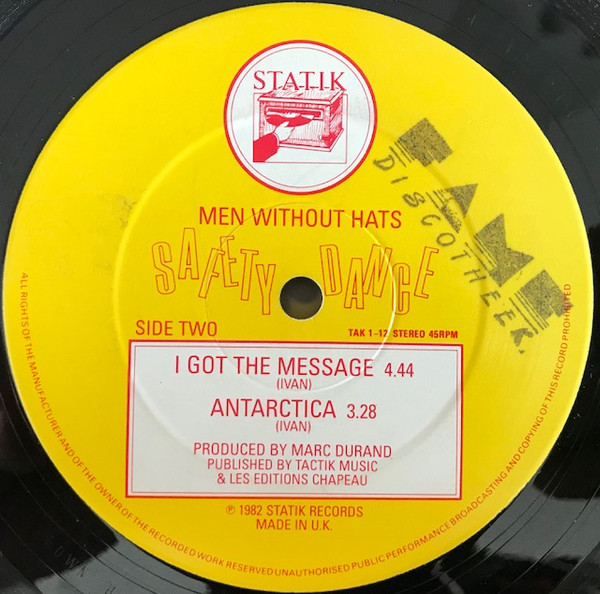 STATIK
MEN WITHOUT HATS
SAFETY DANCE
FAME
DISCOTHEEK.
SIDE TWO
TAK 1-12 STEREO 45RPM
I GOT THE MESSAGE 4.44
(IVAN)
ANTARCTICA 3.28
(IVAN)
PRODUCED BY MARC DURAND
PUBLISHED BY TACTIK MUSIC
& LES EDITIONS CHAPEAU
℗ 1982 STATIK RECORDS
MADE IN U.K.
ALL RIGHTS OF THE MANUFACTURER AND OF THE OWNER OF THE RECORDED WORK RESERVED UNAUTHORISED PUBLIC PERFORMANCE BROADCASTING AND COPYING OF THIS RECORD PROHIBITED